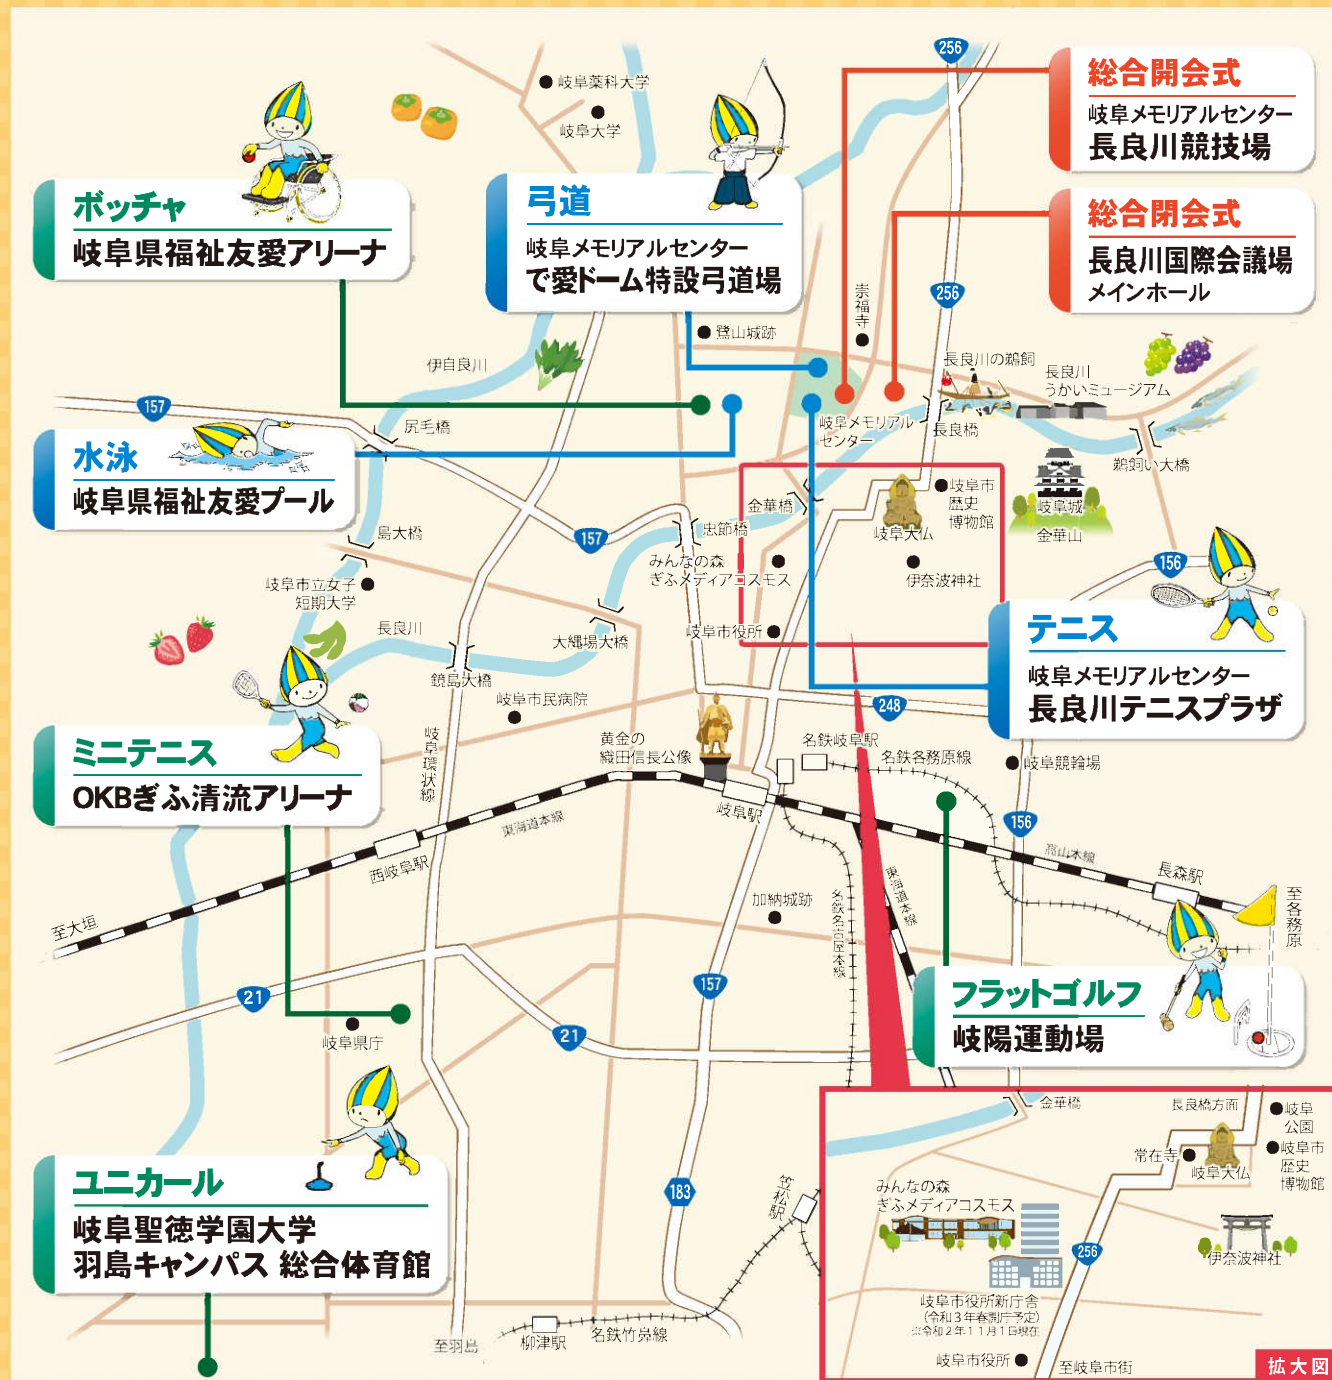 256
総合開会式
岐阜メモリアルセンター
長良川競技場
岐阜薬科大学
岐阜大学
ボッチャ
岐阜県福祉友愛アリーナ
弓道
岐阜メモリアルセンター
で愛ドーム特設弓道場
総合閉会式
長良川国際会議場
メインホール
256
崇福寺
鷺山城跡
伊自良川
長良川の鵜飼
長良川
うかいミュージアム
157
尻毛橋
岐阜メモリアル
センター
長良橋
鵜飼い大橋
水泳
岐阜県福祉友愛プール
金華橋
岐阜市
歴史
博物館
岐阜城
金華山
島大橋
157
忠節橋
岐阜大仏
みんなの森
ぎふメディアコスモス
伊奈波神社
156
岐阜市立女子
短期大学
長良川
大縄場大橋
岐阜市役所
テニス
岐阜メモリアルセンター
長良川テニスプラザ
鏡島大橋
岐阜市民病院
248
ミニテニス
OKBぎふ清流アリーナ
岐阜環状線
黄金の
織田信長公像
名鉄岐阜駅
名鉄各務原線
岐阜競輪場
岐阜駅
東海道本線
156
西岐阜駅
高山本線
長森駅
至大垣
加納城跡
名鉄名古屋本線
東海道本線
至各務原
21
157
フラットゴルフ
岐陽運動場
岐阜県庁
21
金華橋
長良橋方面
岐阜
公園
常在寺
岐阜大仏
岐阜市
歴史
博物館
ユニカール
岐阜聖徳学園大学
羽島キャンパス 総合体育館
183
笠松駅
みんなの森
ぎふメディアコスモス
256
伊奈波神社
岐阜市役所新庁舎
(令和3年春開庁予定)
※令和2年11月1日現在
至羽島
柳津駅
名鉄竹鼻線
岐阜市役所
至岐阜市街
拡大図